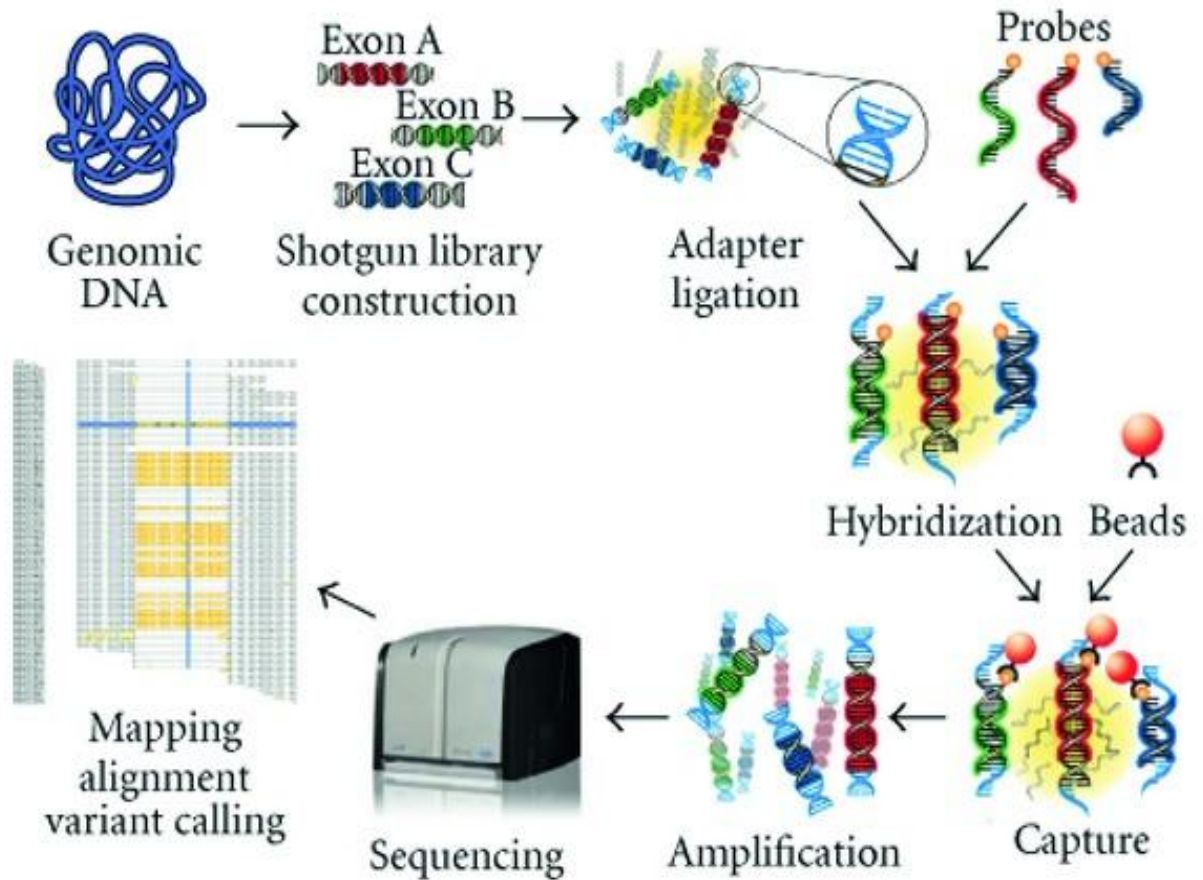 Exon A
Exon B
Exon C
Probes
Genomic
DNA
Shotgun library
construction
Adapter
ligation
Hybridization
Beads
Capture
Amplification
Sequencing
Mapping
alignment
variant calling